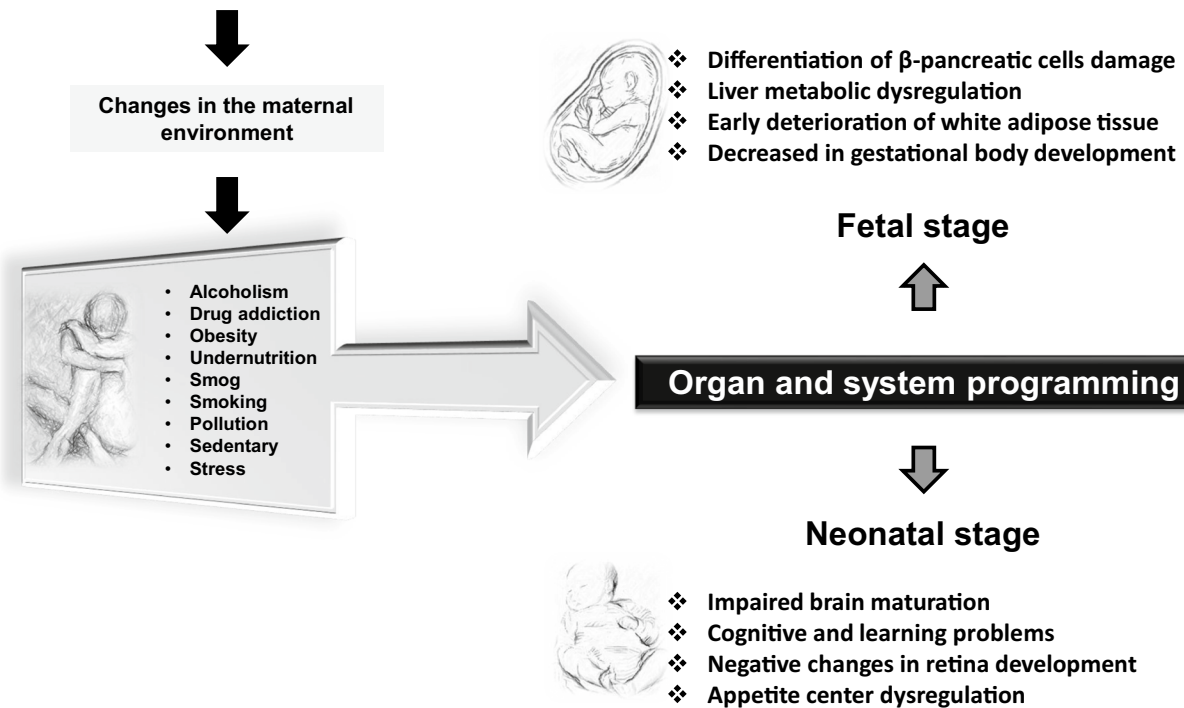 Changes in the maternal
environment
• Alcoholism
• Drug addiction
• Obesity
• Undernutrition
• Smog
• Smoking
• Pollution
• Sedentary
• Stress
❖ Differentiation of β-pancreatic cells damage
❖ Liver metabolic dysregulation
❖ Early deterioration of white adipose tissue
❖ Decreased in gestational body development
Fetal stage
Organ and system programming
Neonatal stage
❖ Impaired brain maturation
❖ Cognitive and learning problems
❖ Negative changes in retina development
❖ Appetite center dysregulation